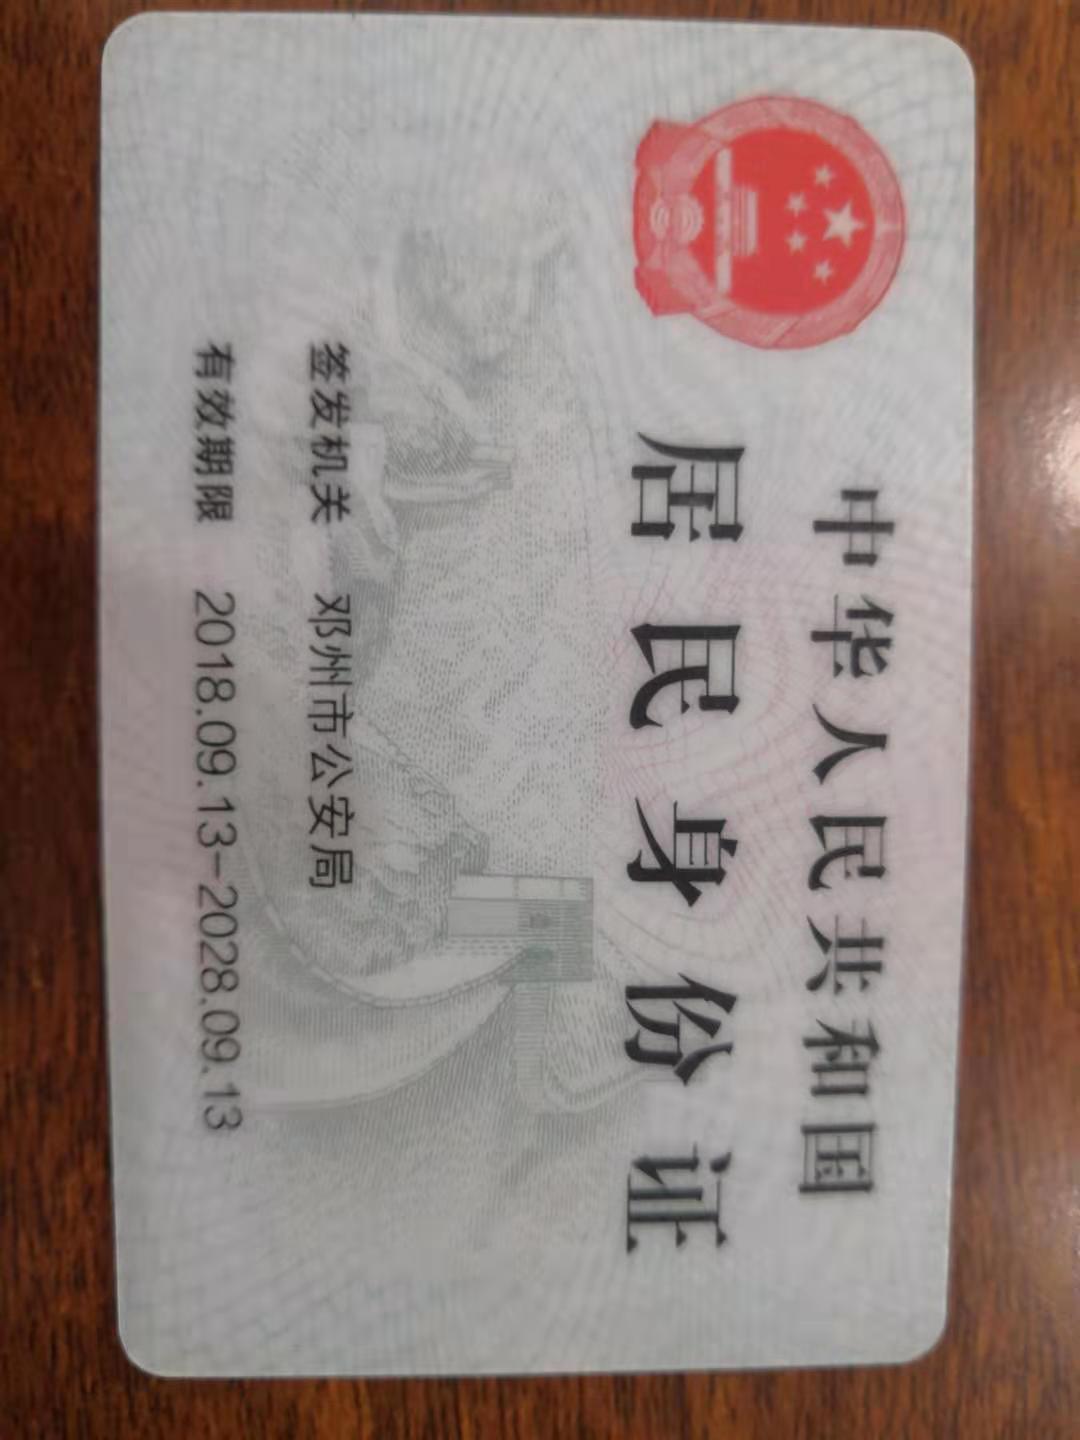 中华人民共和国
居民身份证
签发机关 邓州市公安局
有效期限 2018.09.13-2028.09.13